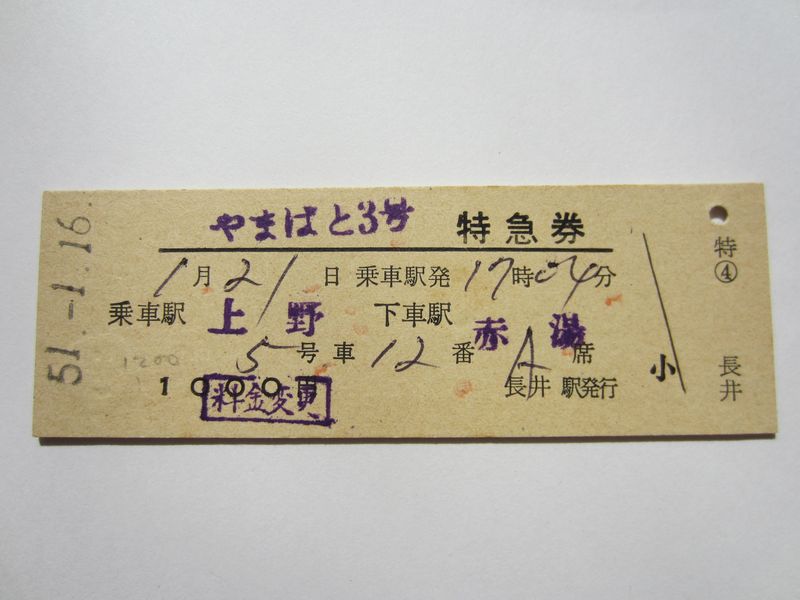 51.-1.16.
やまばと3号 特急券
1月21日 乗車駅発17時04分
乗車駅 上野 下車駅 赤湯
5号車12番A席
1200
1000円 長井駅発行
料金変更
小
特④
長井